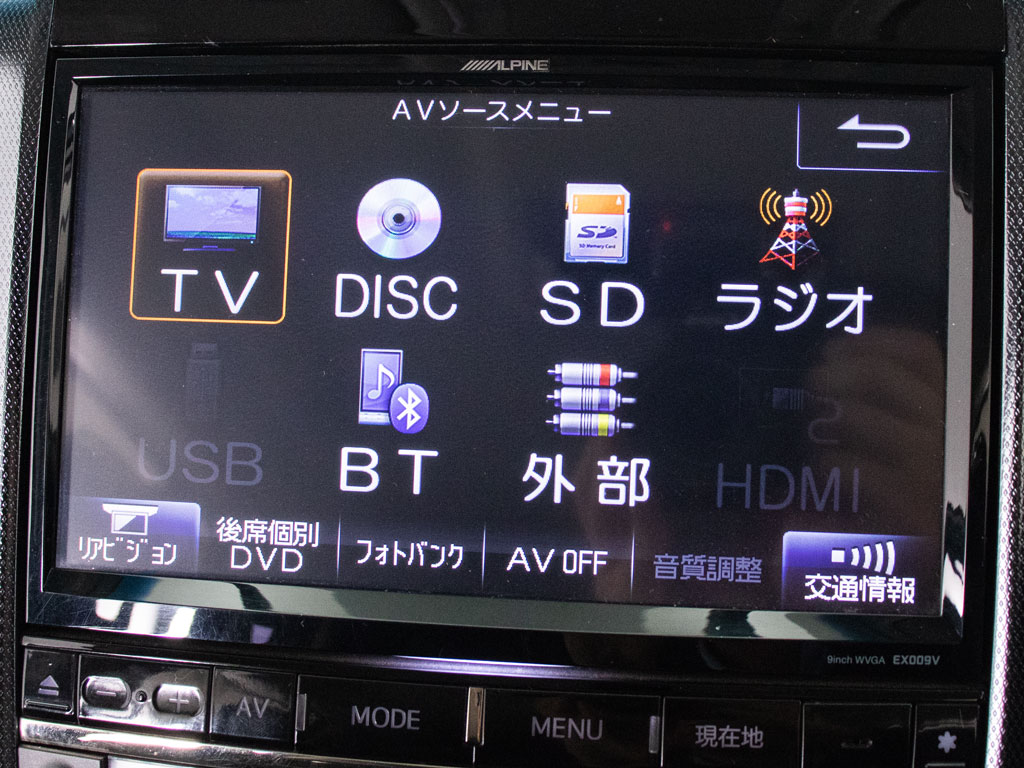 ALPINE
AVソースメニュー
TV
DISC
SD
SD Memory Card
ラジオ
USB
BT
外部
HDMI
リアビジョン
後席個別
DVD
フォトバンク
AV OFF
音質調整
交通情報
9inch WVGA EX009V
AV
MODE
MENU
現在地